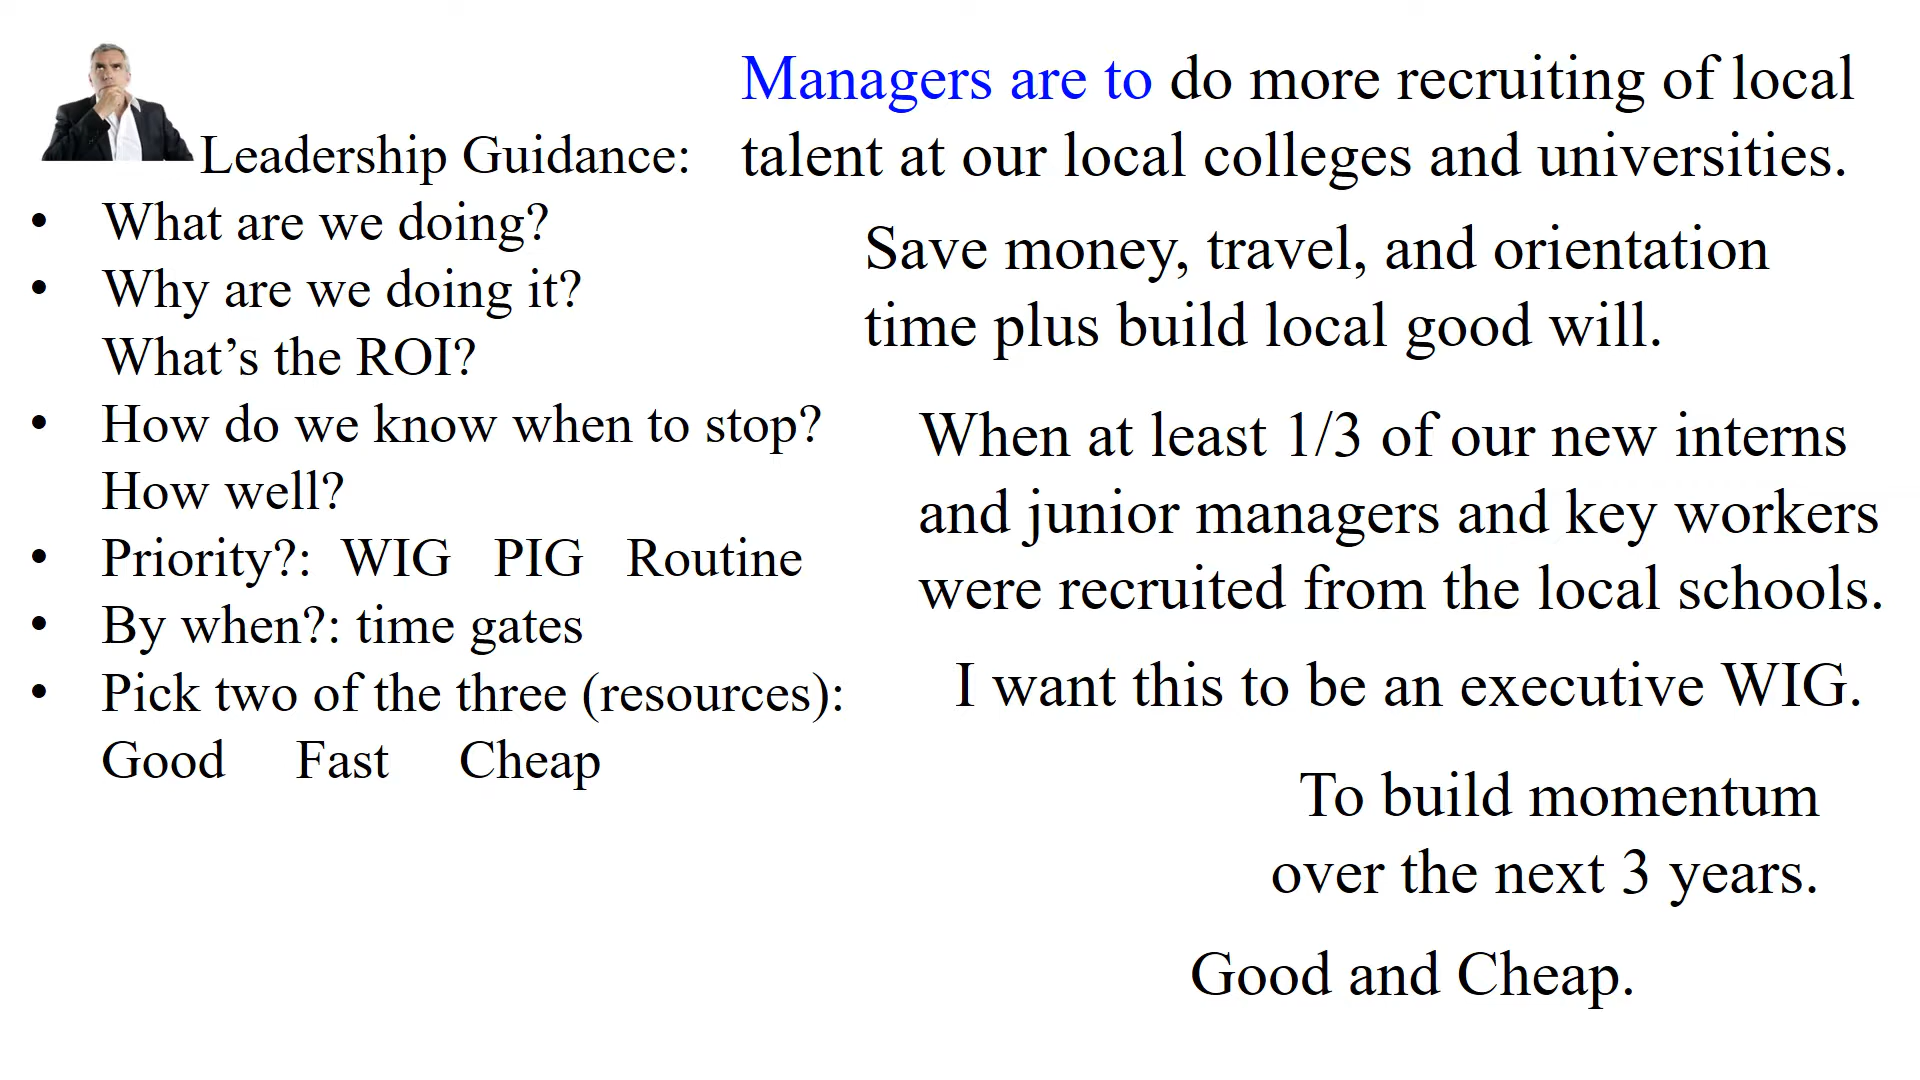 Leadership Guidance:
• What are we doing?
• Why are we doing it?
What’s the ROI?
• How do we know when to stop?
How well?
• Priority?: WIG PIG Routine
• By when?: time gates
• Pick two of the three (resources):
Good Fast Cheap
Managers are to do more recruiting of local
talent at our local colleges and universities.
Save money, travel, and orientation
time plus build local good will.
When at least 1/3 of our new interns
and junior managers and key workers
were recruited from the local schools.
I want this to be an executive WIG.
To build momentum
over the next 3 years.
Good and Cheap.